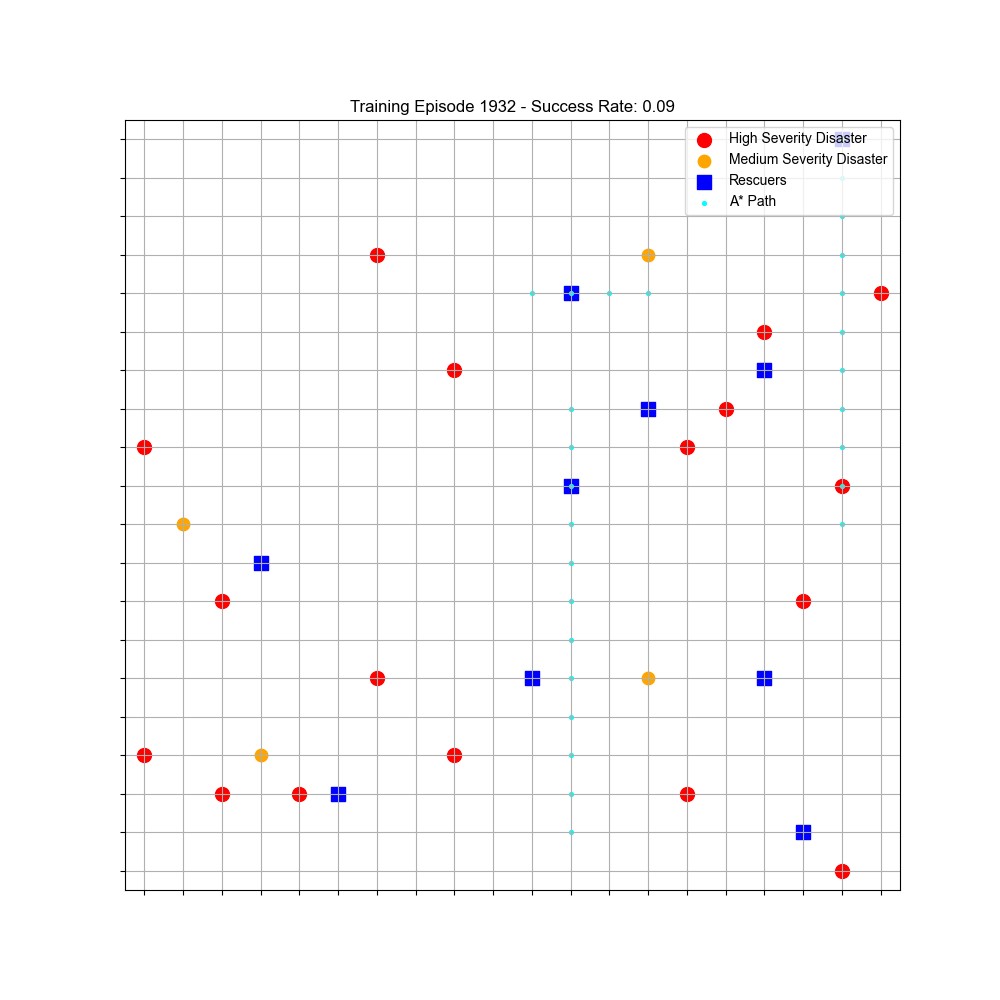 Training Episode 1932 - Success Rate: 0.09
High Severity Disaster
Medium Severity Disaster
Rescuers
A* Path